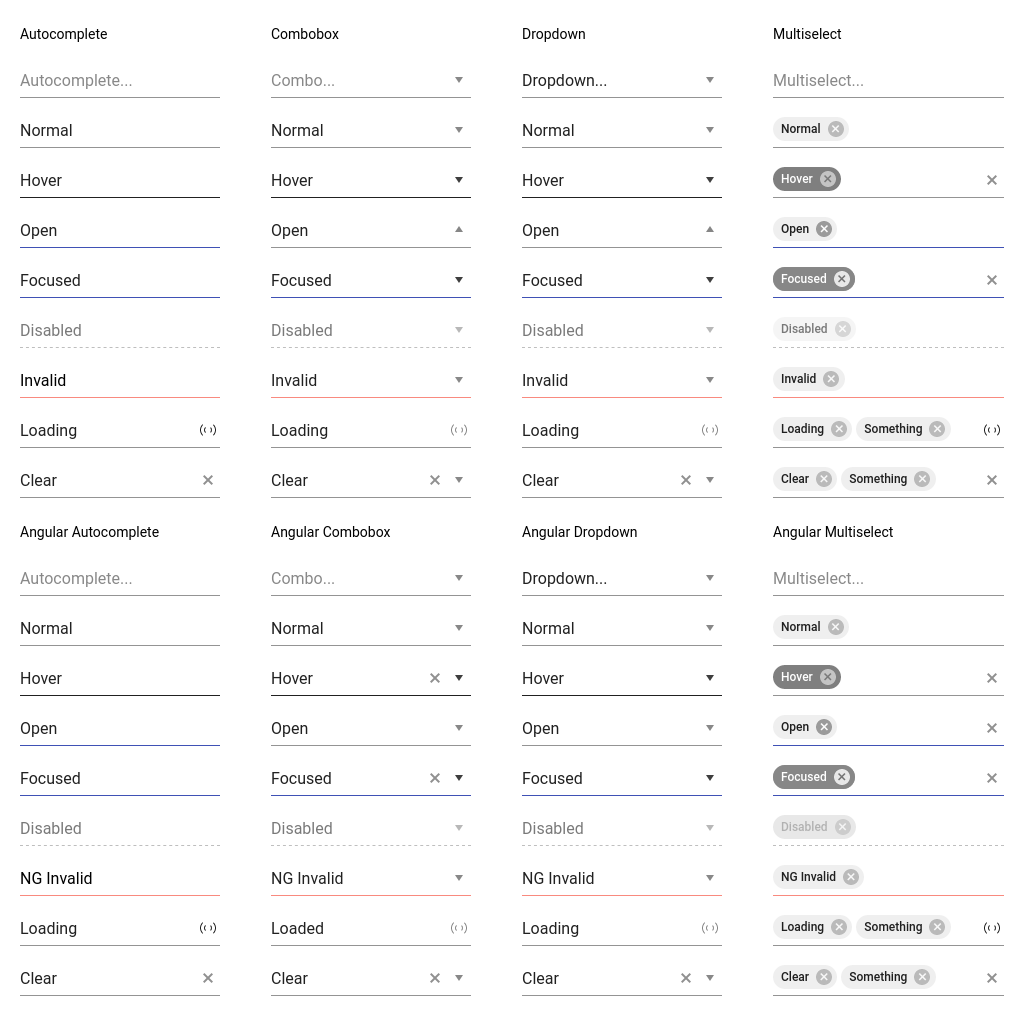 Autocomplete Combobox Dropdown Multiselect
Autocomplete... Combo... Dropdown... Multiselect...
Normal Normal Normal Normal
Hover Hover Hover Hover
Open Open Open Open
Focused Focused Focused Focused
Disabled Disabled Disabled Disabled
Invalid Invalid Invalid Invalid
Loading Loading Loading Loading Something
Clear Clear Clear Clear Something
Angular Autocomplete Angular Combobox Angular Dropdown Angular Multiselect
Autocomplete... Combo... Dropdown... Multiselect...
Normal Normal Normal Normal
Hover Hover Hover Hover
Open Open Open Open
Focused Focused Focused Focused
Disabled Disabled Disabled Disabled
NG Invalid NG Invalid NG Invalid NG Invalid
Loading Loaded Loading Loading Something
Clear Clear Clear Clear Something